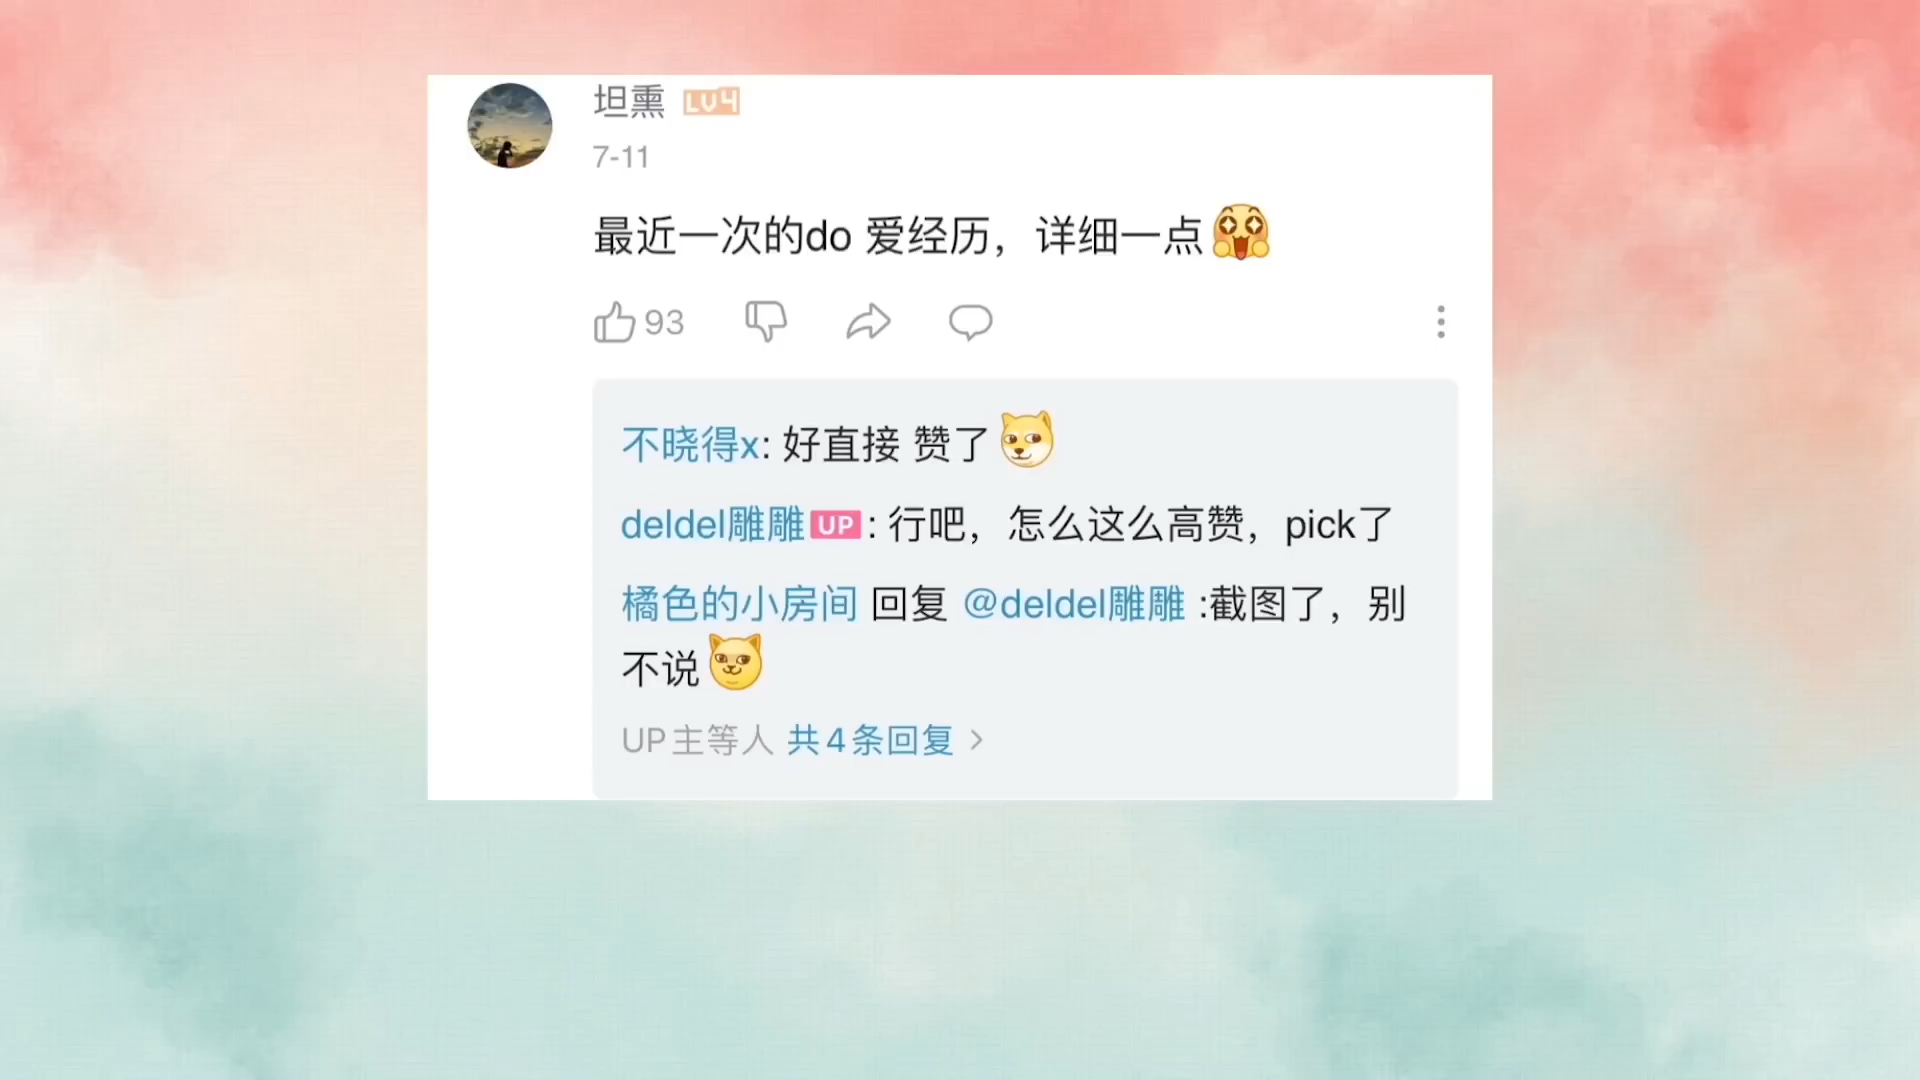 坦熏 LV4
7-11
最近一次的do 爱经历，详细一点
93
不晓得x: 好直接 赞了
deldel雕雕 UP : 行吧，怎么这么高赞，pick了
橘色的小房间 回复 @deldel雕雕 :截图了，别
不说
UP主等人 共4条回复 >